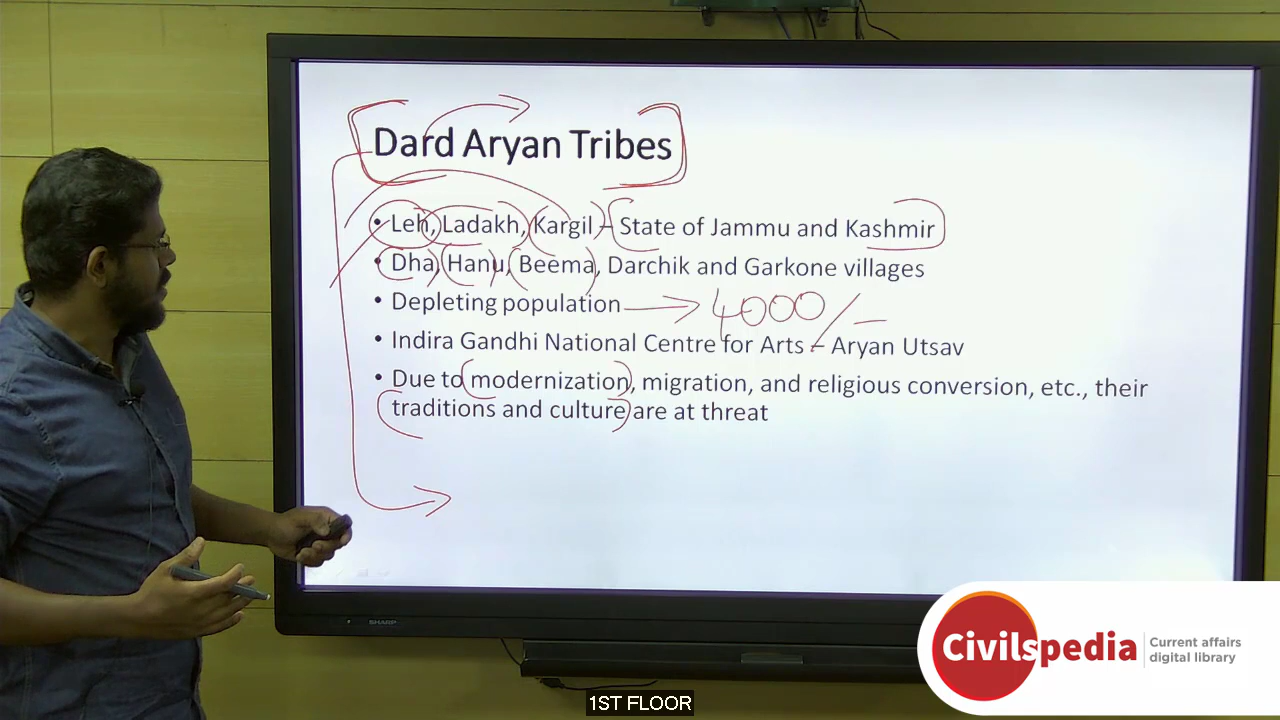 Dard Aryan Tribes
• Leh, Ladakh, Kargil – State of Jammu and Kashmir
• Dha, Hanu, Beema, Darchik and Garkone villages
• Depleting population → 4000/-
• Indira Gandhi National Centre for Arts – Aryan Utsav
• Due to modernization, migration, and religious conversion, etc., their
traditions and culture are at threat
SHARP
Civilspedia
Current affairs
digital library
1ST FLOOR